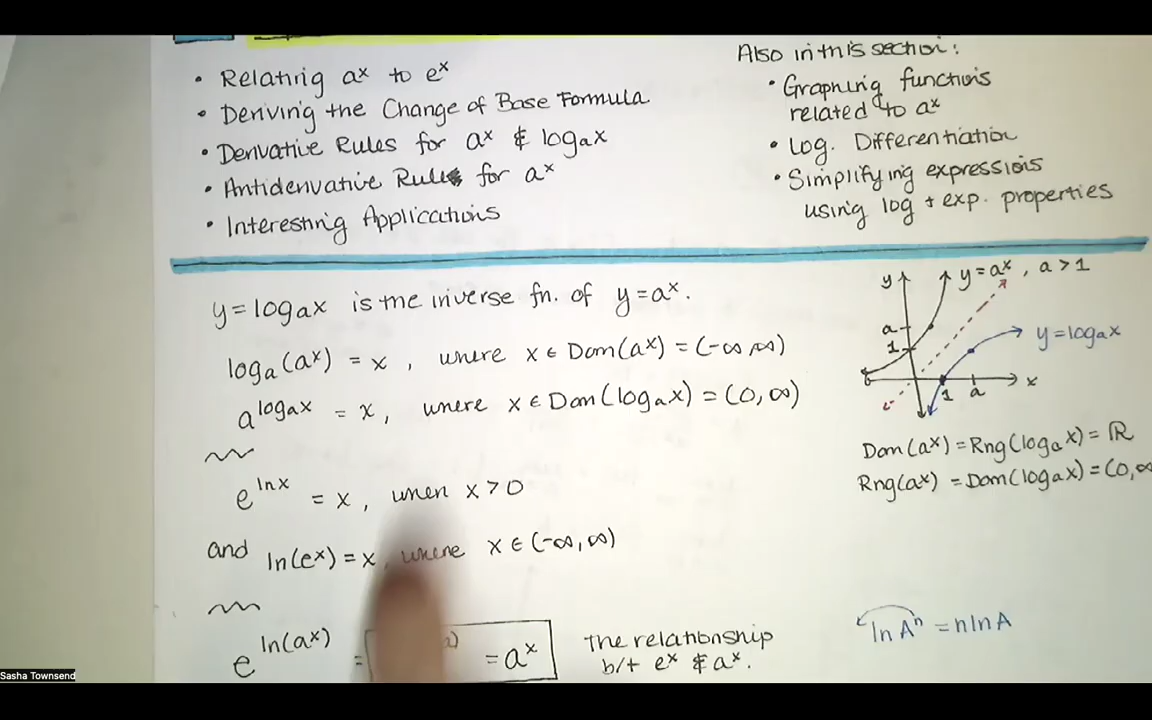 • Relating a^x to e^x
• Deriving the Change of Base Formula
• Derivative Rules for a^x & log_a x
• Antiderivative Rules for a^x
• Interesting Applications
Also in this section:
• Graphing functions
related to a^x
• Log. Differentiation
• Simplifying expressions
using log + exp. properties
y = log_a x is the inverse fn. of y = a^x.
log_a(a^x) = x, where x ∈ Dom(a^x) = (-∞,∞)
a^(log_a x) = x, where x ∈ Dom(log_a x) = (0,∞)
e^(ln x) = x, when x > 0
and ln(e^x) = x, where x ∈ (-∞,∞)
e^(ln(a^x)) = = a^x
The relationship
b/t e^x & a^x.
y
y = a^x, a > 1
a
1
y = log_a x
x
1 a
Dom(a^x) = Rng(log_a x) = ℝ
Rng(a^x) = Dom(log_a x) = (0,∞
ln A^n = n ln A
Sasha Townsend